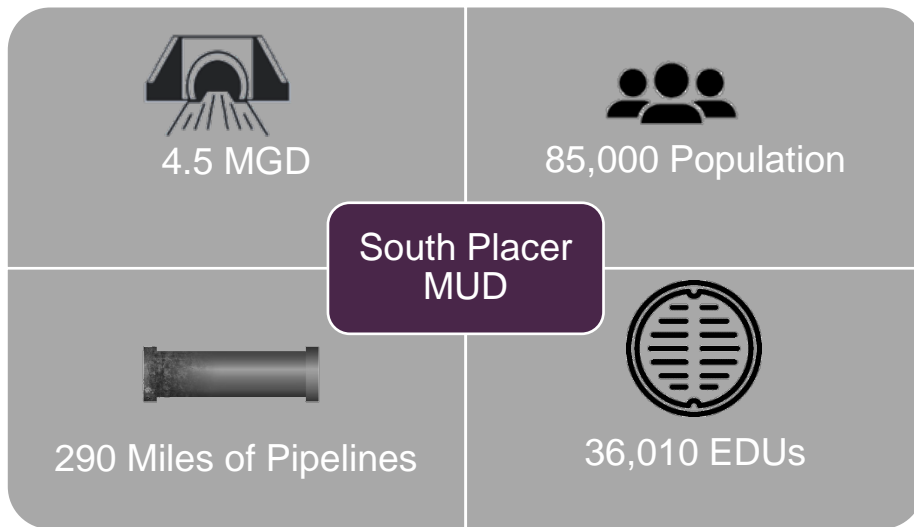 4.5 MGD
85,000 Population
South Placer
MUD
290 Miles of Pipelines
36,010 EDUs